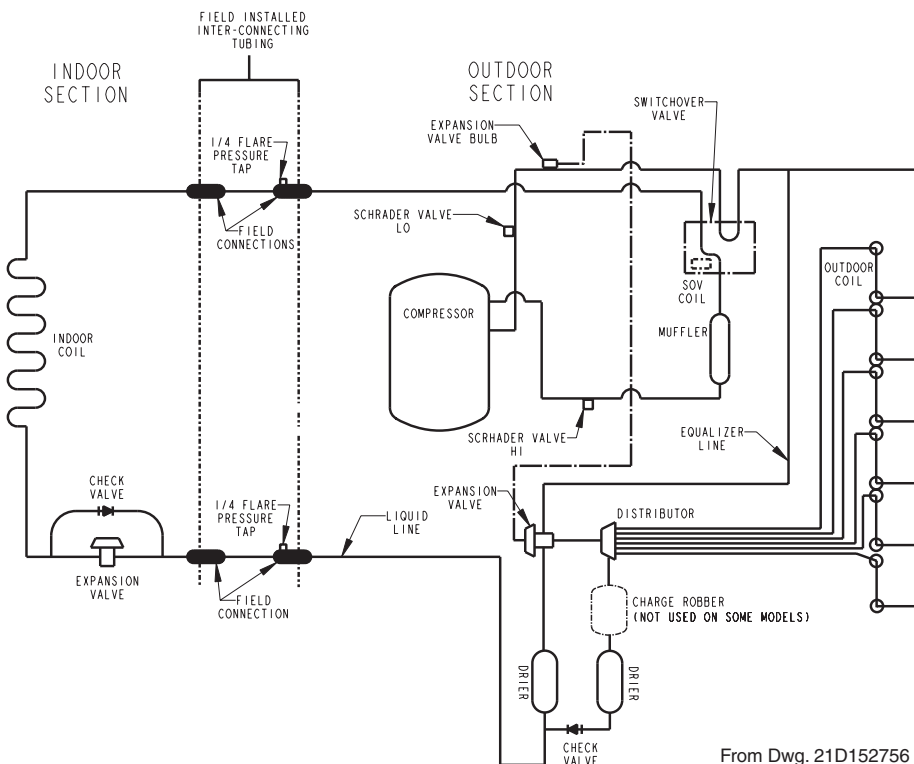 FIELD INSTALLED
INTER-CONNECTING
TUBING
INDOOR
SECTION
OUTDOOR
SECTION
SWITCHOVER
VALVE
EXPANSION
VALVE BULB
1/4 FLARE
PRESSURE
TAP
SCHRADER VALVE
LO
FIELD
CONNECTIONS
OUTDOOR
COIL
SOV
COIL
COMPRESSOR
MUFFLER
INDOOR
COIL
SCRHADER VALVE
HI
EQUALIZER
LINE
CHECK
VALVE
1/4 FLARE
PRESSURE
TAP
LIQUID
LINE
EXPANSION
VALVE
DISTRIBUTOR
EXPANSION
VALVE
FIELD
CONNECTION
CHARGE ROBBER
(NOT USED ON SOME MODELS)
DRIER
DRIER
CHECK
VALVE
From Dwg. 21D152756